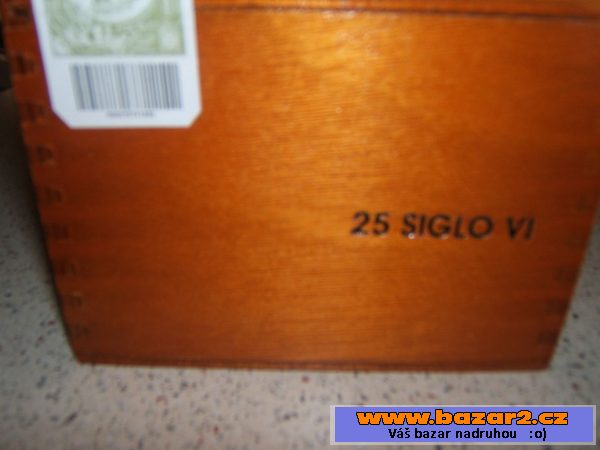 25 SIGLO VI
www.bazar2.cz
Váš bazar nadruhou :o)